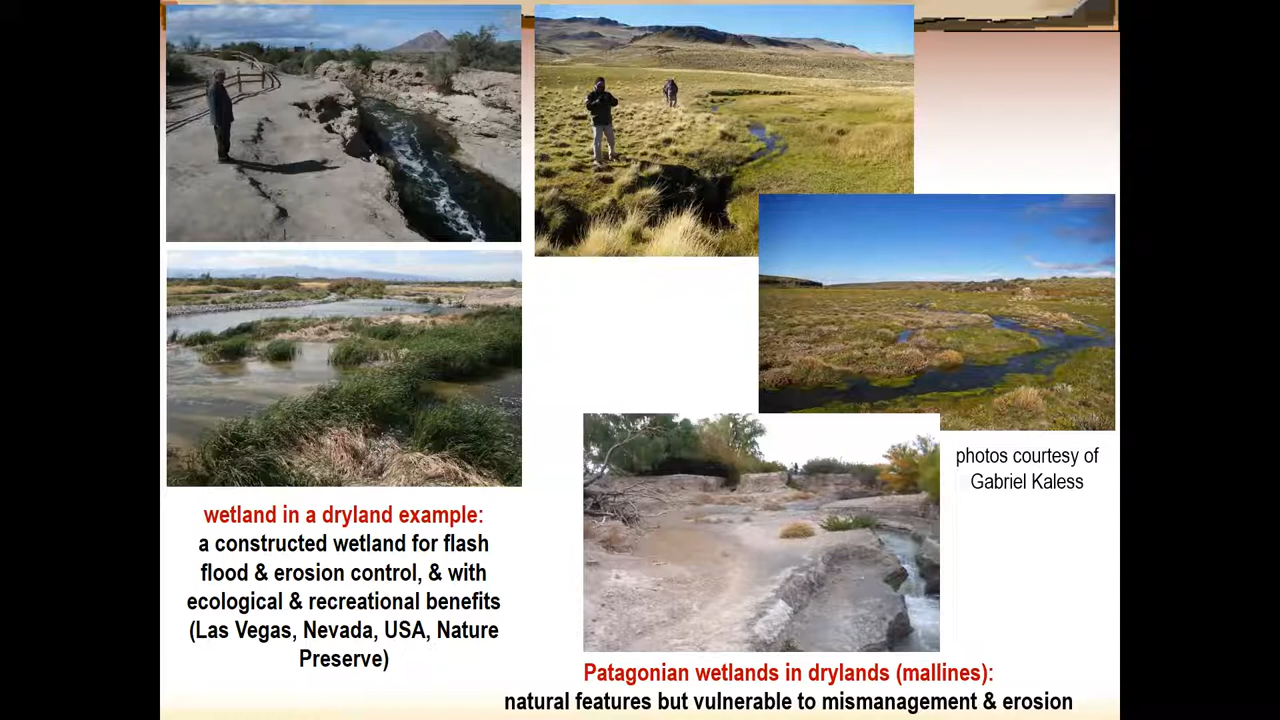 photos courtesy of
Gabriel Kaless
wetland in a dryland example:
a constructed wetland for flash
flood & erosion control, & with
ecological & recreational benefits
(Las Vegas, Nevada, USA, Nature
Preserve)
Patagonian wetlands in drylands (mallines):
natural features but vulnerable to mismanagement & erosion